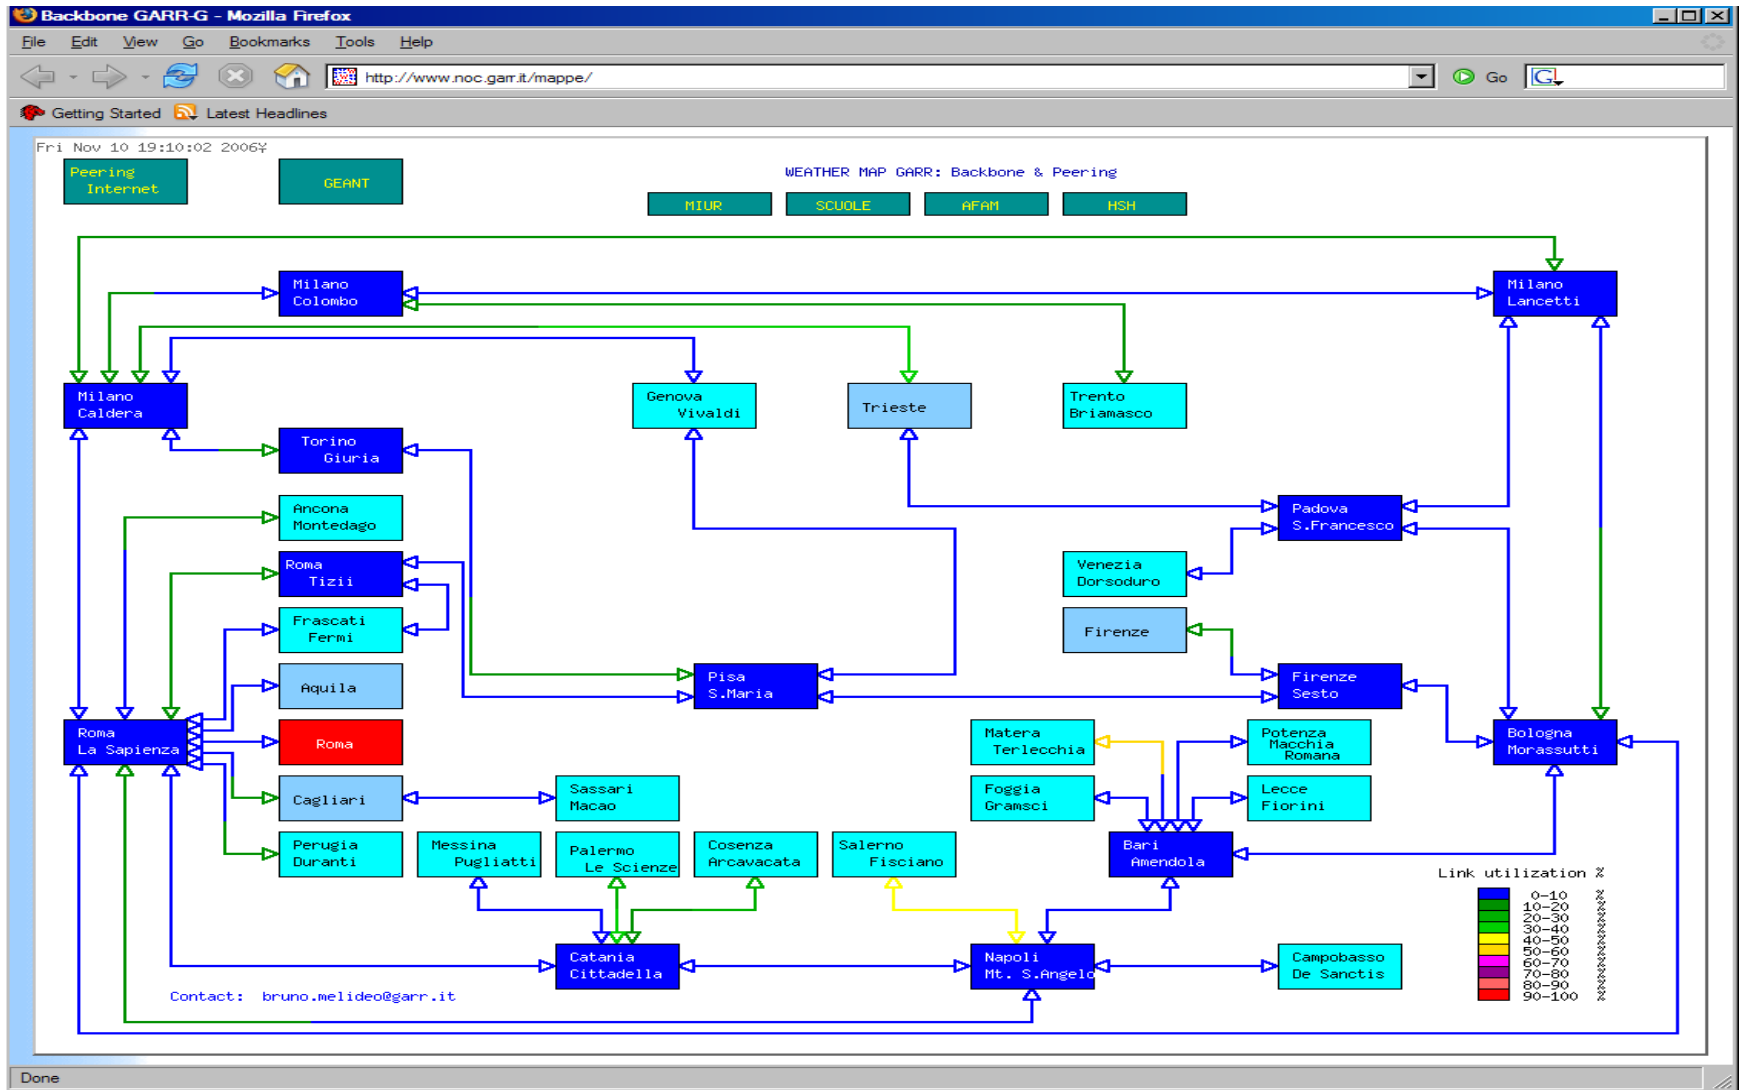 Backbone GARR-G - Mozilla Firefox
File Edit View Go Bookmarks Tools Help
http://www.noc.garr.it/mappe/
Go
G
Getting Started Latest Headlines
Fri Nov 10 19:10:02 2006¥
Peering
Internet
GEANT
WEATHER MAP GARR: Backbone & Peering
MIUR
SCUOLE
AFAM
HSH
Milano
Colombo
Milano
Lancetti
Milano
Caldera
Genova
Vivaldi
Trieste
Trento
Briamasco
Torino
Giuria
Ancona
Montedago
Padova
S.Francesco
Roma
Tizii
Venezia
Dorsoduro
Frascati
Fermi
Firenze
Aquila
Pisa
S.Maria
Firenze
Sesto
Roma
La Sapienza
Roma
Matera
Terlecchia
Potenza
Macchia
Romana
Bologna
Morassutti
Cagliari
Sassari
Macao
Foggia
Gramsci
Lecce
Fiorini
Perugia
Duranti
Messina
Pugliatti
Palermo
Le Scienze
Cosenza
Arcavacata
Salerno
Fisciano
Bari
Amendola
Link utilization %
0-10 %
10-20 %
20-30 %
30-40 %
40-50 %
50-60 %
60-70 %
70-80 %
80-90 %
90-100 %
Catania
Cittadella
Napoli
Mt. S.Angelo
Campobasso
De Sanctis
Contact: bruno.melideo@garr.it
Done